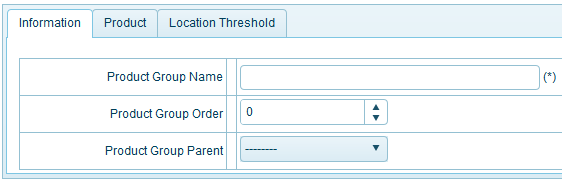 Information Product Location Threshold
Product Group Name (*)
Product Group Order 0
Product Group Parent --------